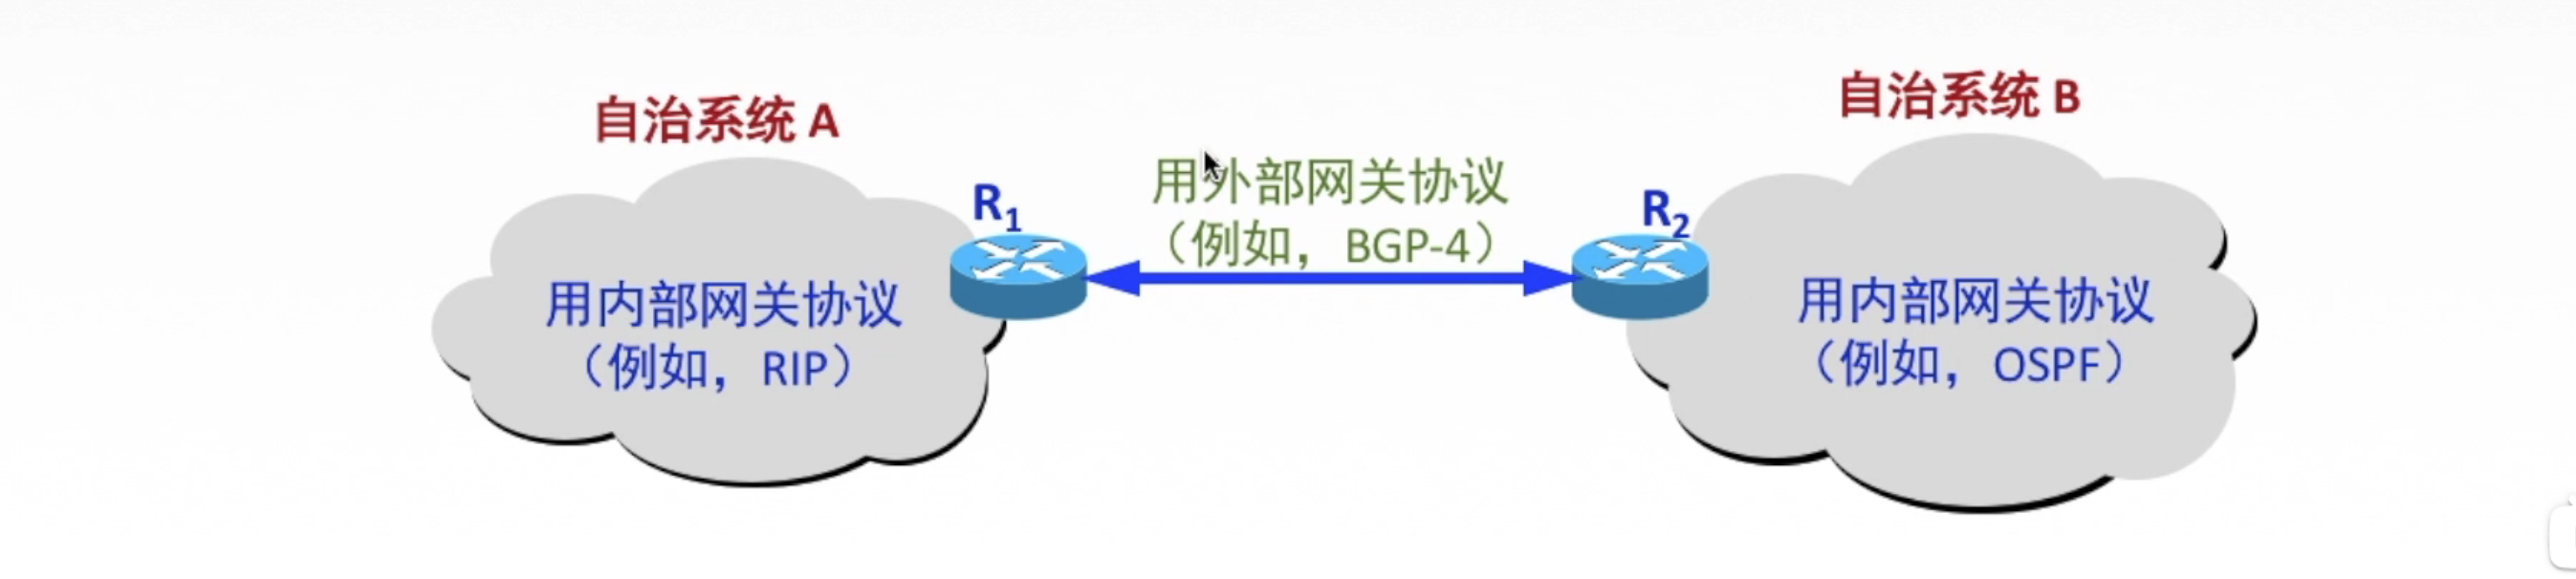 自治系统 A
自治系统 B
R1
用外部网关协议
（例如，BGP-4）
R2
用内部网关协议
（例如，RIP）
用内部网关协议
（例如，OSPF）